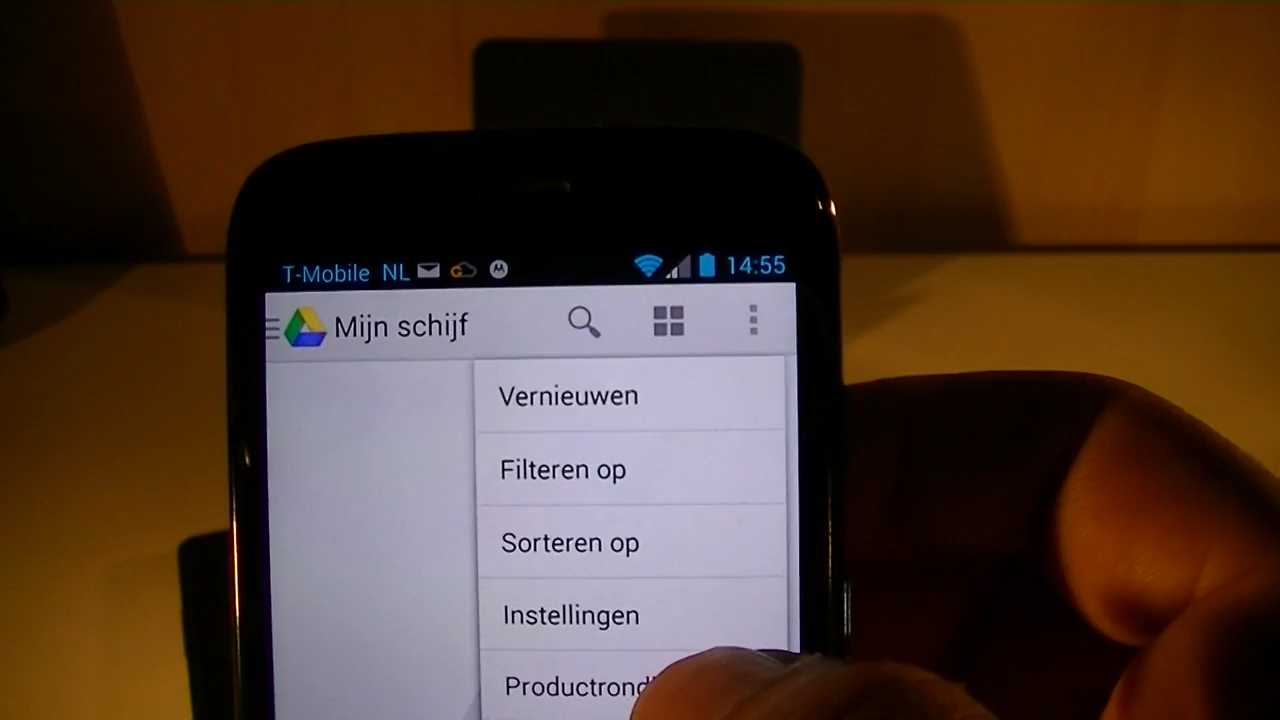 T-Mobile NL 14:55
Mijn schijf
Vernieuwen
Filteren op
Sorteren op
Instellingen